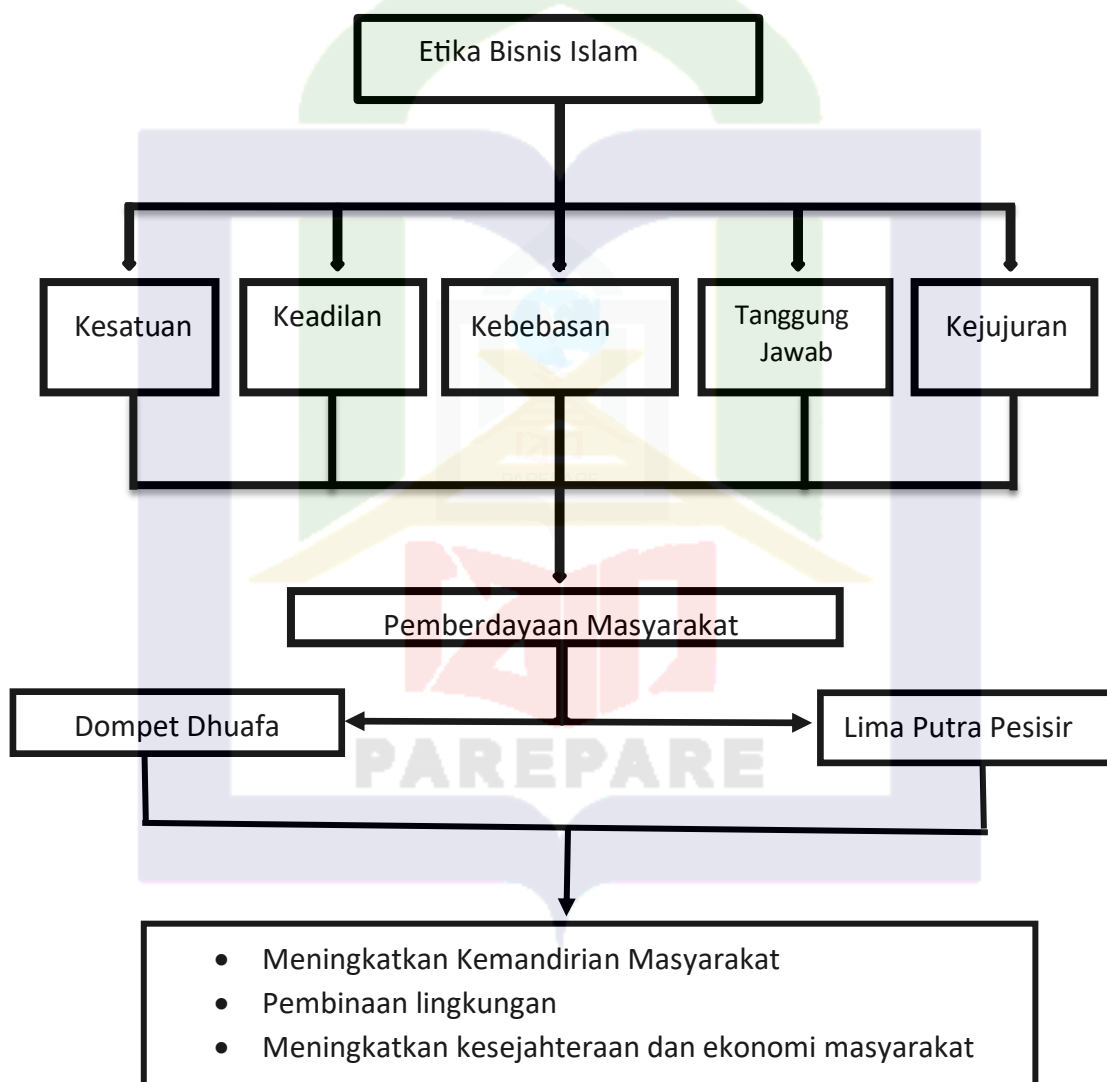 Etika Bisnis Islam
Kesatuan
Keadilan
Kebebasan
Tanggung
Jawab
Kejujuran
PAREPARE
Pemberdayaan Masyarakat
Dompet Dhuafa
Lima Putra Pesisir
PAREPARE
• Meningkatkan Kemandirian Masyarakat
• Pembinaan lingkungan
• Meningkatkan kesejahteraan dan ekonomi masyarakat